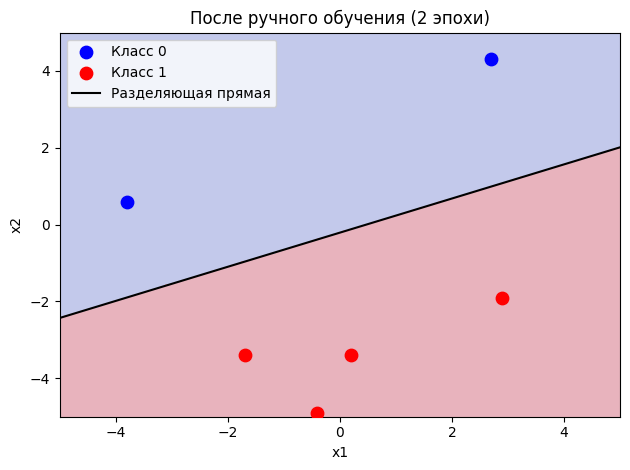 После ручного обучения (2 эпохи)
Класс 0
Класс 1
Разделяющая прямая
4
2
0
−2
−4
x2
−4
−2
0
2
4
x1